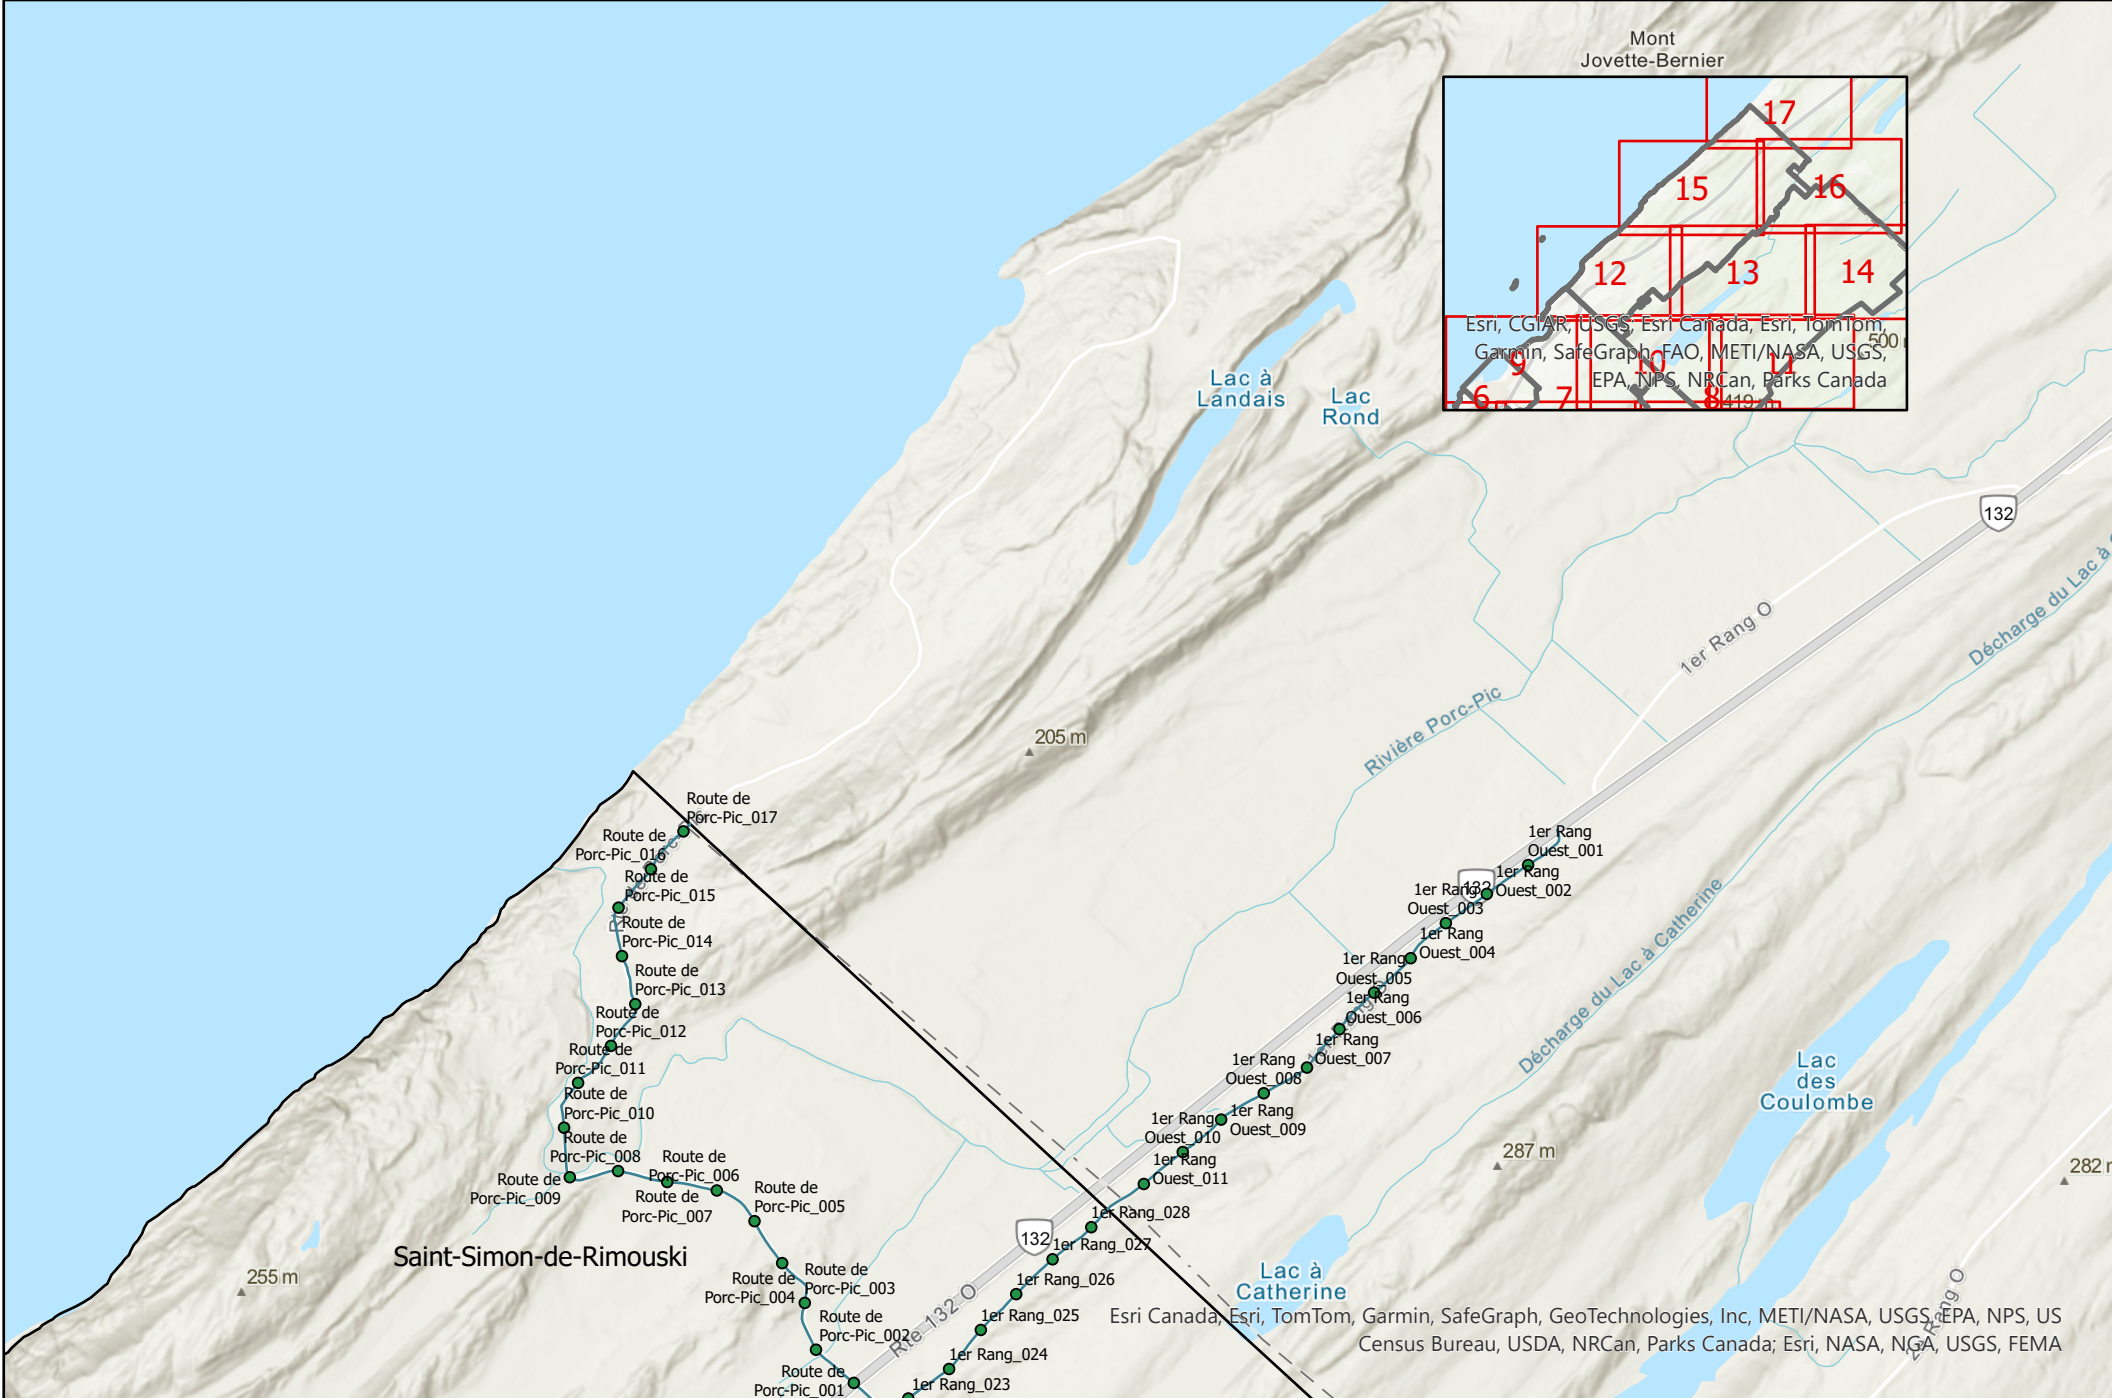 Mont
Jovette-Bernier
17
15
16
12
13
14
9
10
11
6
7
8
Esri, CGIAR, USGS; Esri Canada, Esri, TomTom,
Garmin, SafeGraph, FAO, METI/NASA, USGS,
EPA, NPS, NRCan, Parks Canada
500
419 m
Lac à
Landais
Lac
Rond
132
1er Rang O
Rivière Porc-Pic
205 m
Route de
Porc-Pic_017
Route de
Porc-Pic_016
Route de
Porc-Pic_015
Route de
Porc-Pic_014
Route de
Porc-Pic_013
Route de
Porc-Pic_012
Route de
Porc-Pic_011
Route de
Porc-Pic_010
Route de
Porc-Pic_008
Route de
Porc-Pic_009
Route de
Porc-Pic_006
Route de
Porc-Pic_007
Route de
Porc-Pic_005
Route de
Porc-Pic_004
Route de
Porc-Pic_003
Route de
Porc-Pic_002
Route de
Porc-Pic_001
1er Rang
Ouest_001
1er Rang
Ouest_002
132
1er Rang
Ouest_003
1er Rang
Ouest_004
1er Rang
Ouest_005
1er Rang
Ouest_006
1er Rang
Ouest_007
1er Rang
Ouest_008
1er Rang
Ouest_009
1er Rang
Ouest_010
1er Rang
Ouest_011
1er Rang_028
1er Rang_027
1er Rang_026
1er Rang_025
1er Rang_024
1er Rang_023
132
Rte 132 O
Décharge du Lac à
Décharge du Lac à Catherine
Lac
des
Coulombe
287 m
282
Saint-Simon-de-Rimouski
255 m
Lac à
Catherine
2e Rang O
Esri Canada, Esri, TomTom, Garmin, SafeGraph, GeoTechnologies, Inc, METI/NASA, USGS, EPA, NPS, US
Census Bureau, USDA, NRCan, Parks Canada; Esri, NASA, NGA, USGS, FEMA